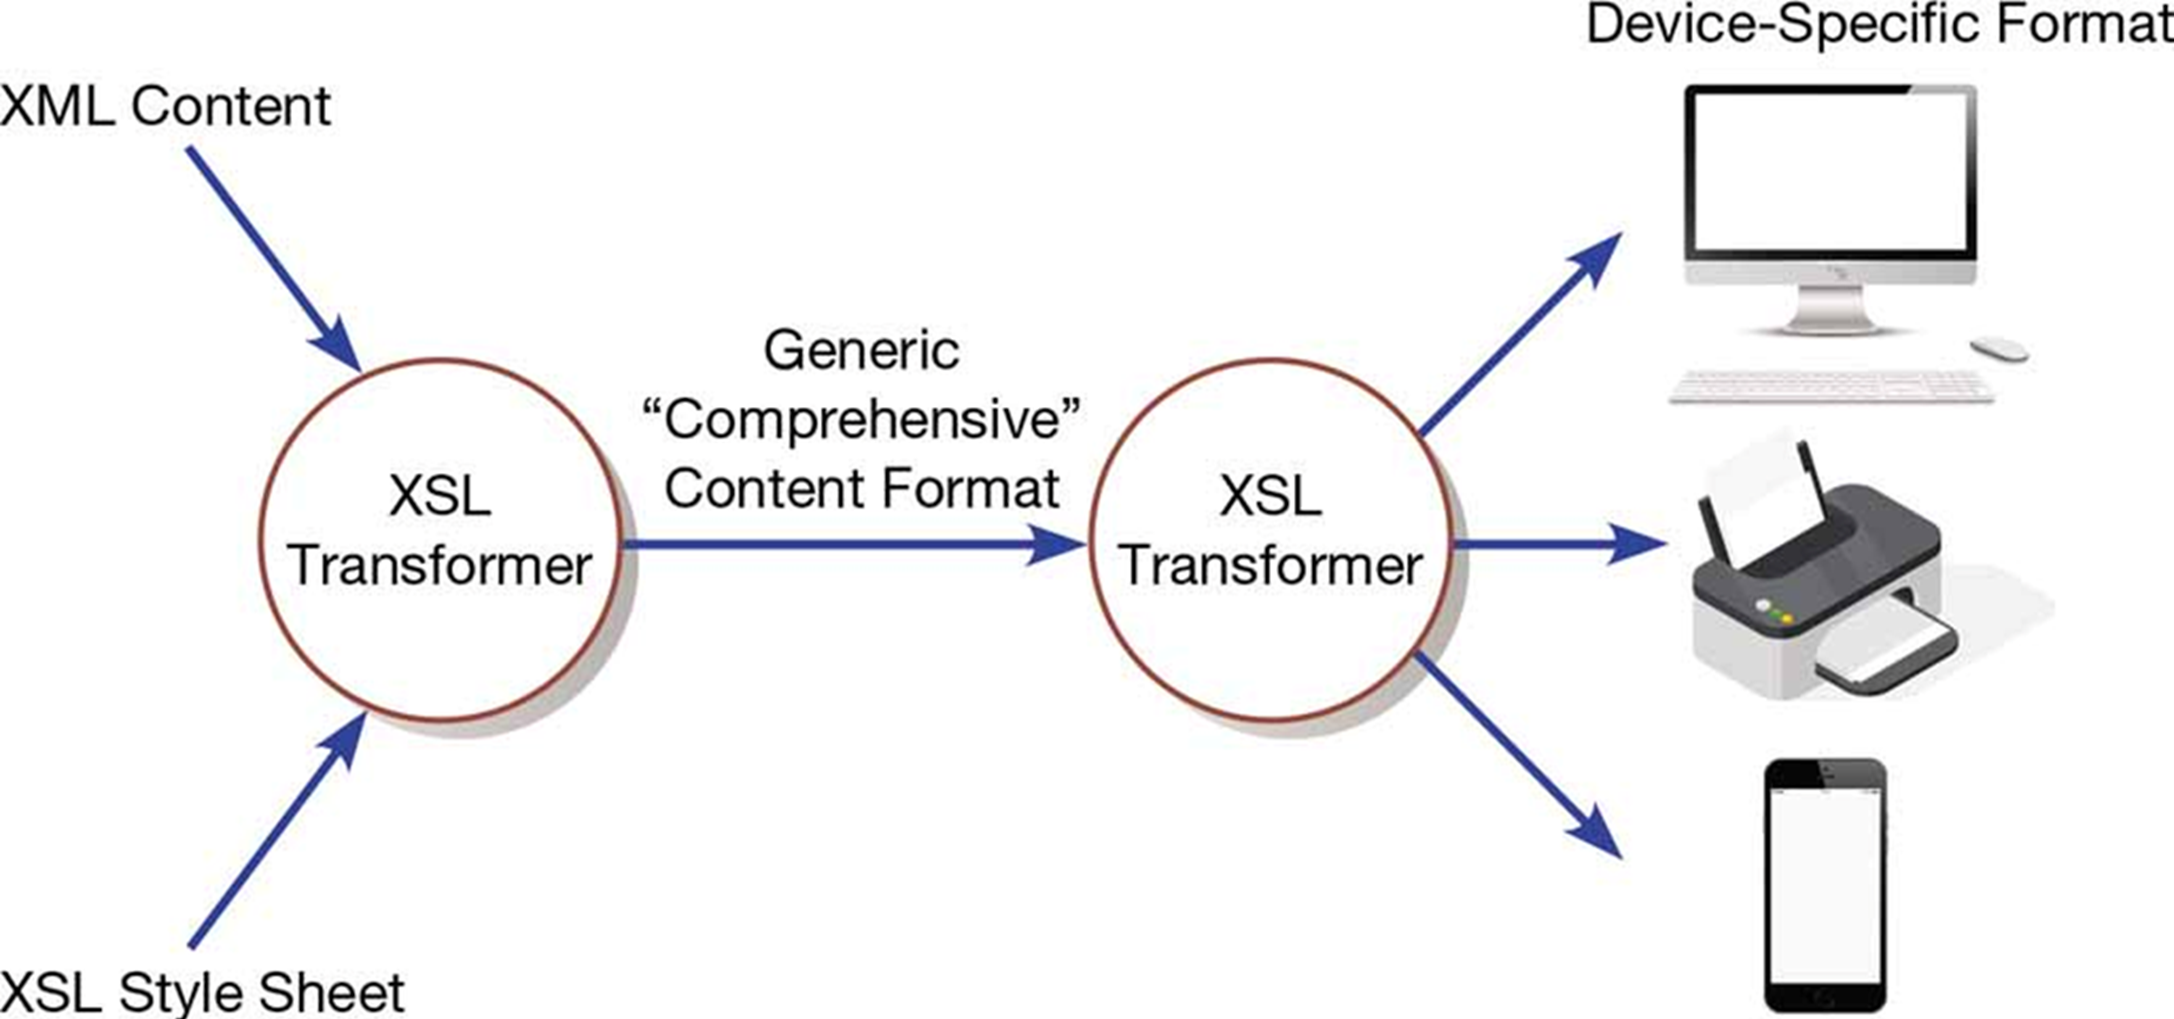 Device-Specific Format
XML Content
Generic
“Comprehensive”
Content Format
XSL
Transformer
XSL
Transformer
XSL Style Sheet